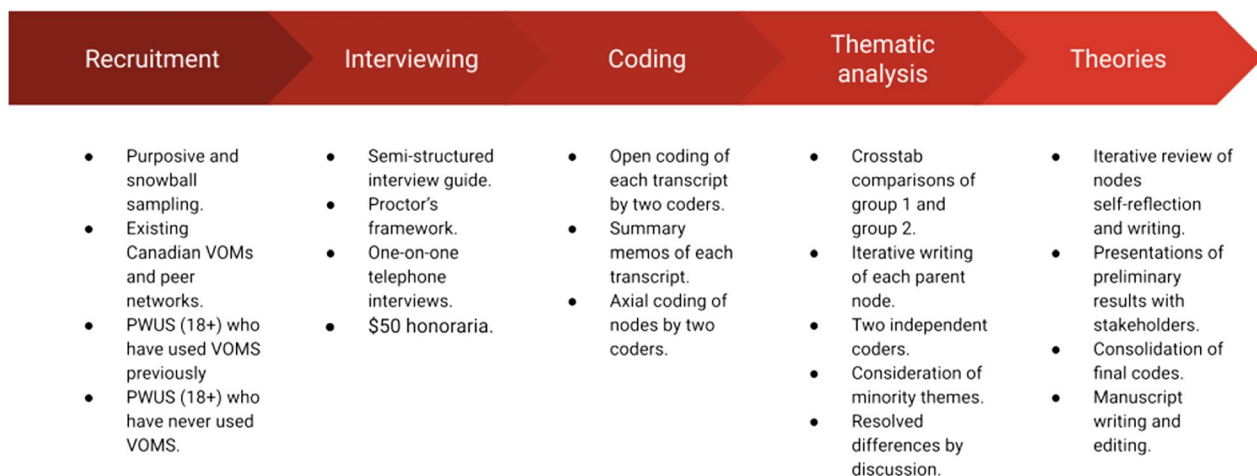 Recruitment
Interviewing
Coding
Thematic
analysis
Theories
● Purposive and
snowball
sampling.
● Existing
Canadian VOMs
and peer
networks.
● PWUS (18+) who
have used VOMS
previously
● PWUS (18+) who
have never used
VOMS.
● Semi-structured
interview guide.
● Proctor's
framework.
● One-on-one
telephone
interviews.
● $50 honoraria.
● Open coding of
each transcript
by two coders.
● Summary
memos of each
transcript.
● Axial coding of
nodes by two
coders.
● Crosstab
comparisons of
group 1 and
group 2.
● Iterative writing
of each parent
node.
● Two independent
coders.
● Consideration of
minority themes.
● Resolved
differences by
discussion.
● Iterative review of
nodes
self-reflection
and writing.
● Presentations of
preliminary
results with
stakeholders.
● Consolidation of
final codes.
● Manuscript
writing and
editing.